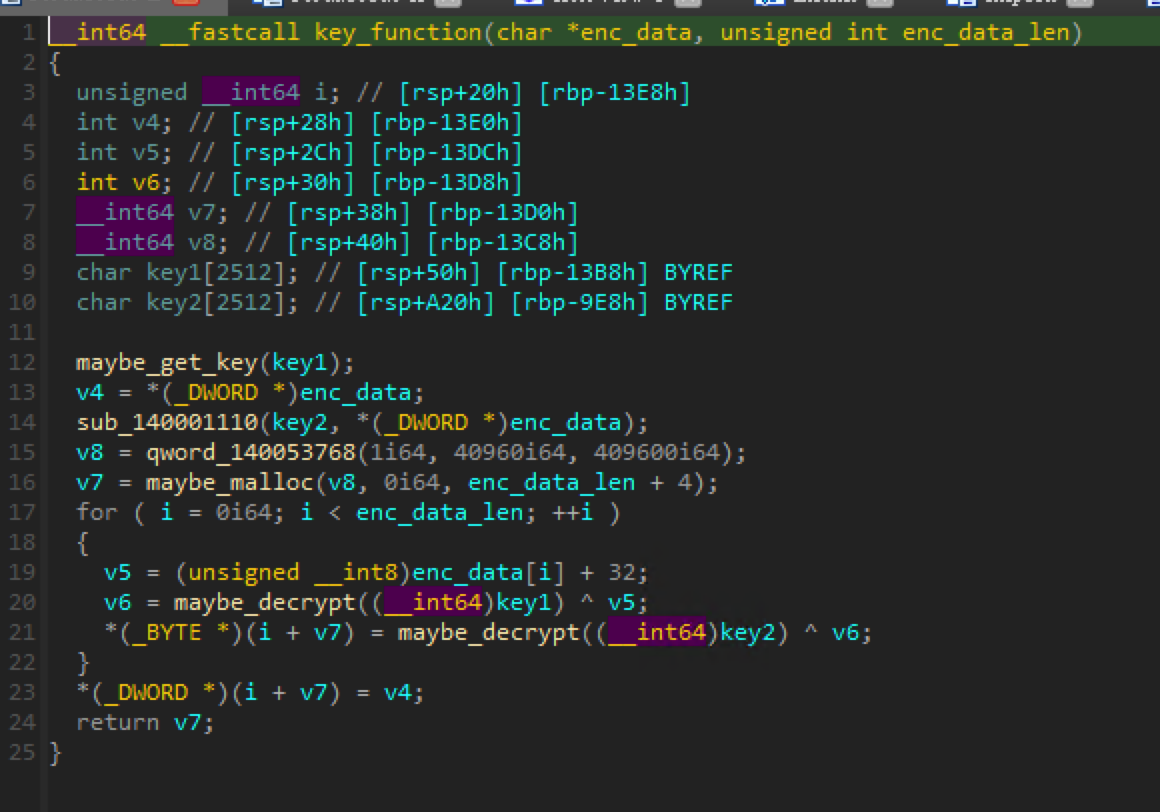 1 __int64 __fastcall key_function(char *enc_data, unsigned int enc_data_len)
2 {
3 unsigned __int64 i; // [rsp+20h] [rbp-13E8h]
4 int v4; // [rsp+28h] [rbp-13E0h]
5 int v5; // [rsp+2Ch] [rbp-13DCh]
6 int v6; // [rsp+30h] [rbp-13D8h]
7 __int64 v7; // [rsp+38h] [rbp-13D0h]
8 __int64 v8; // [rsp+40h] [rbp-13C8h]
9 char key1[2512]; // [rsp+50h] [rbp-13B8h] BYREF
10 char key2[2512]; // [rsp+A20h] [rbp-9E8h] BYREF
11
12 maybe_get_key(key1);
13 v4 = *(_DWORD *)enc_data;
14 sub_140001110(key2, *(_DWORD *)enc_data);
15 v8 = qword_140053768(1i64, 40960i64, 409600i64);
16 v7 = maybe_malloc(v8, 0i64, enc_data_len + 4);
17 for ( i = 0i64; i < enc_data_len; ++i )
18 {
19 v5 = (unsigned __int8)enc_data[i] + 32;
20 v6 = maybe_decrypt((__int64)key1) ^ v5;
21 *(_BYTE *)(i + v7) = maybe_decrypt((__int64)key2) ^ v6;
22 }
23 *(_DWORD *)(i + v7) = v4;
24 return v7;
25 }